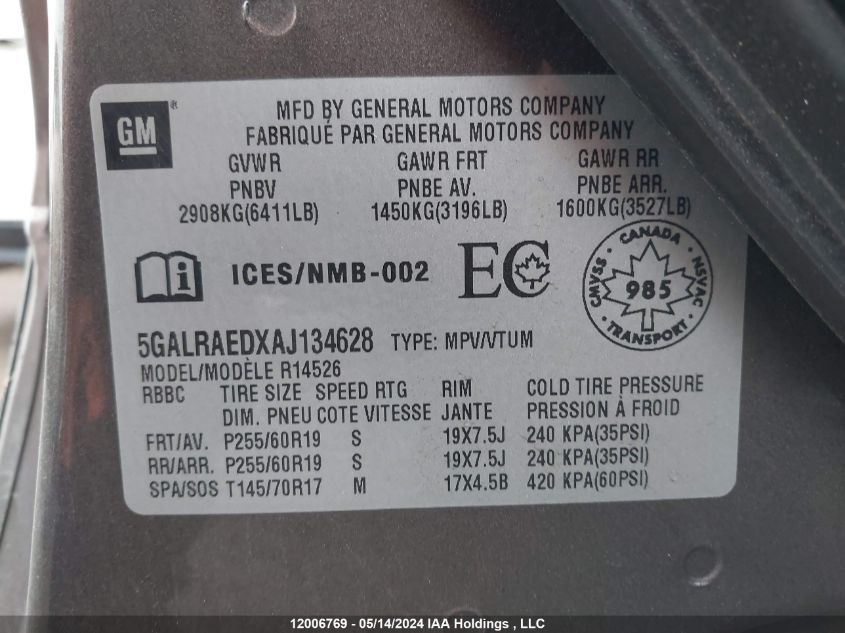 GM ®
MFD BY GENERAL MOTORS COMPANY
FABRIQUÉ PAR GENERAL MOTORS COMPANY
GVWR GAWR FRT GAWR RR
PNBV PNBE AV. PNBE ARR.
2908KG(6411LB) 1450KG(3196LB) 1600KG(3527LB)
i ICES/NMB-002 EC
CANADA
CMVSS 985 NSVAC
TRANSPORT
5GALRAEDXAJ134628 TYPE: MPV/VTUM
MODEL/MODÈLE R14526
RBBC TIRE SIZE SPEED RTG RIM COLD TIRE PRESSURE
DIM. PNEU COTE VITESSE JANTE PRESSION À FROID
FRT/AV. P255/60R19 S 19X7.5J 240 KPA(35PSI)
RR/ARR. P255/60R19 S 19X7.5J 240 KPA(35PSI)
SPA/SOS T145/70R17 M 17X4.5B 420 KPA(60PSI)
12006769 - 05/14/2024 IAA Holdings , LLC